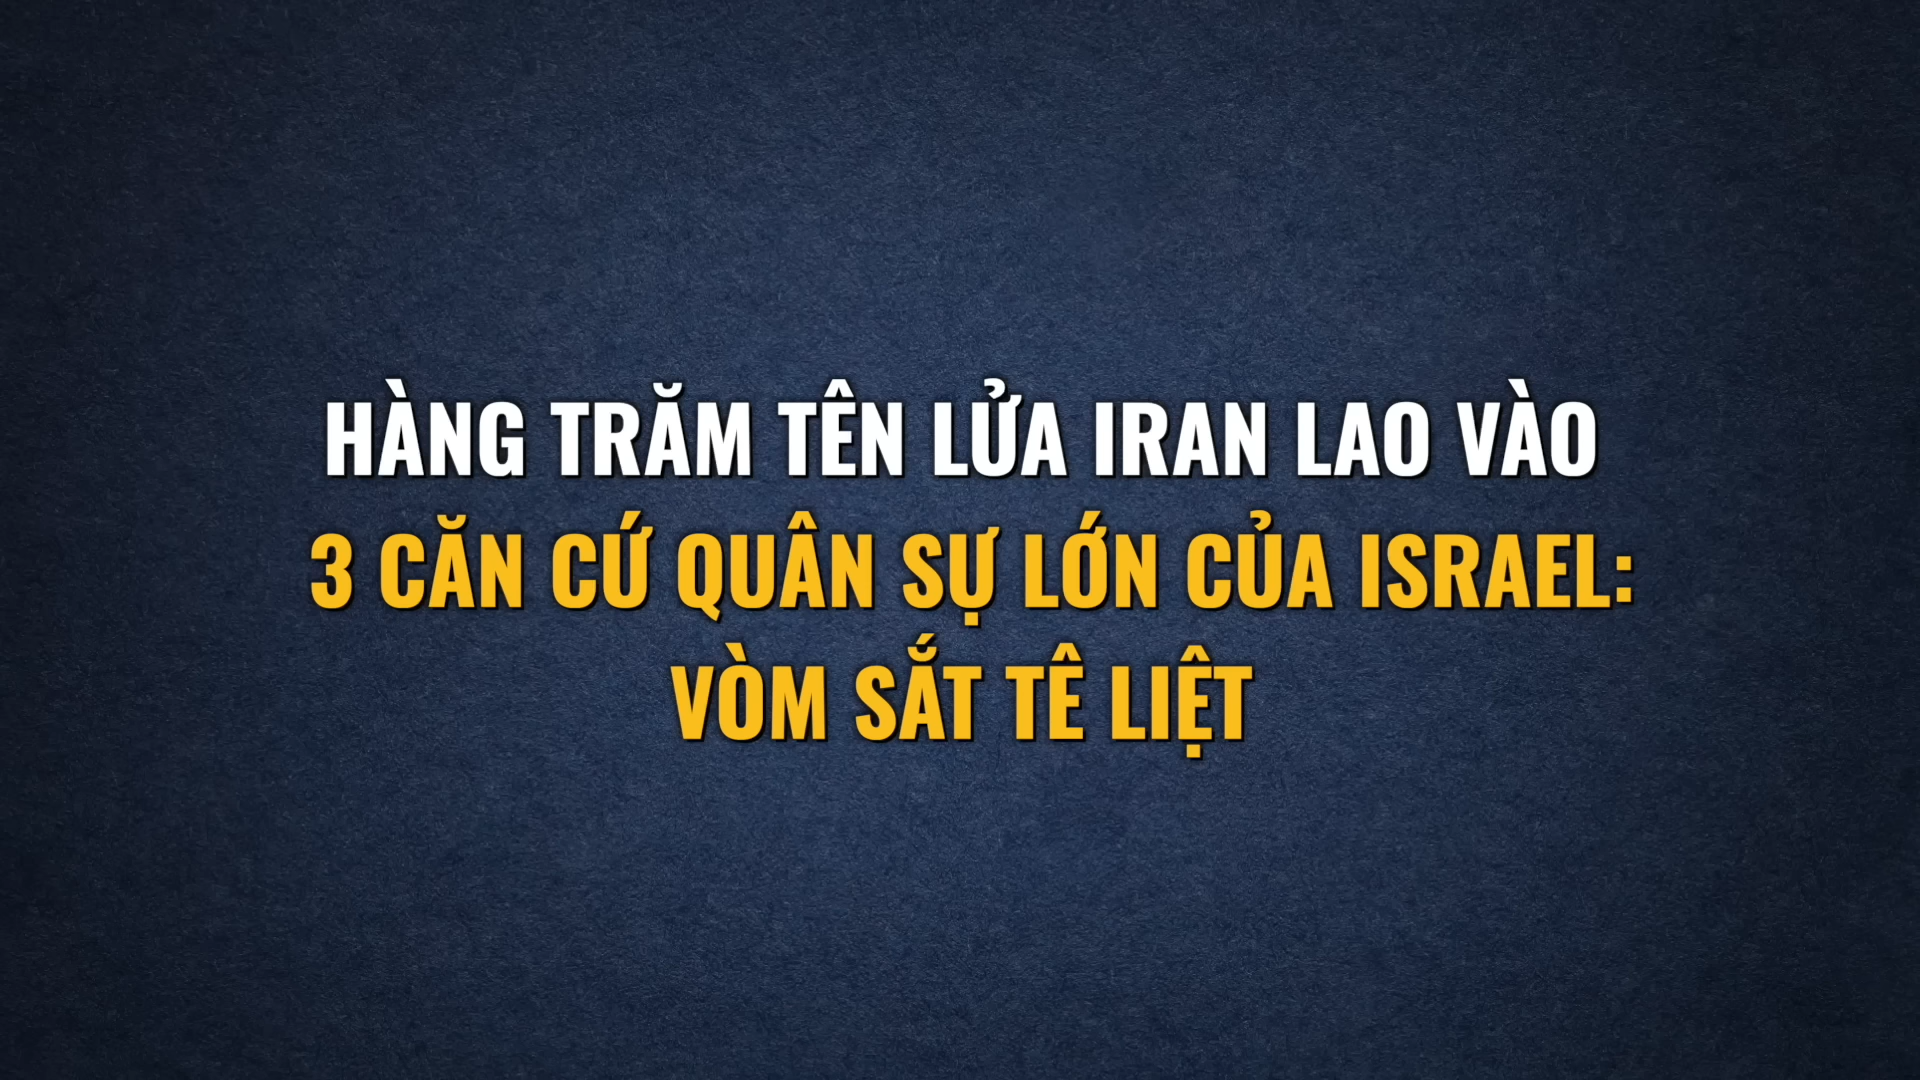 HÀNG TRĂM TÊN LỬA IRAN LAO VÀO
3 CĂN CỨ QUÂN SỰ LỚN CỦA ISRAEL:
VÒM SẮT TÊ LIỆT